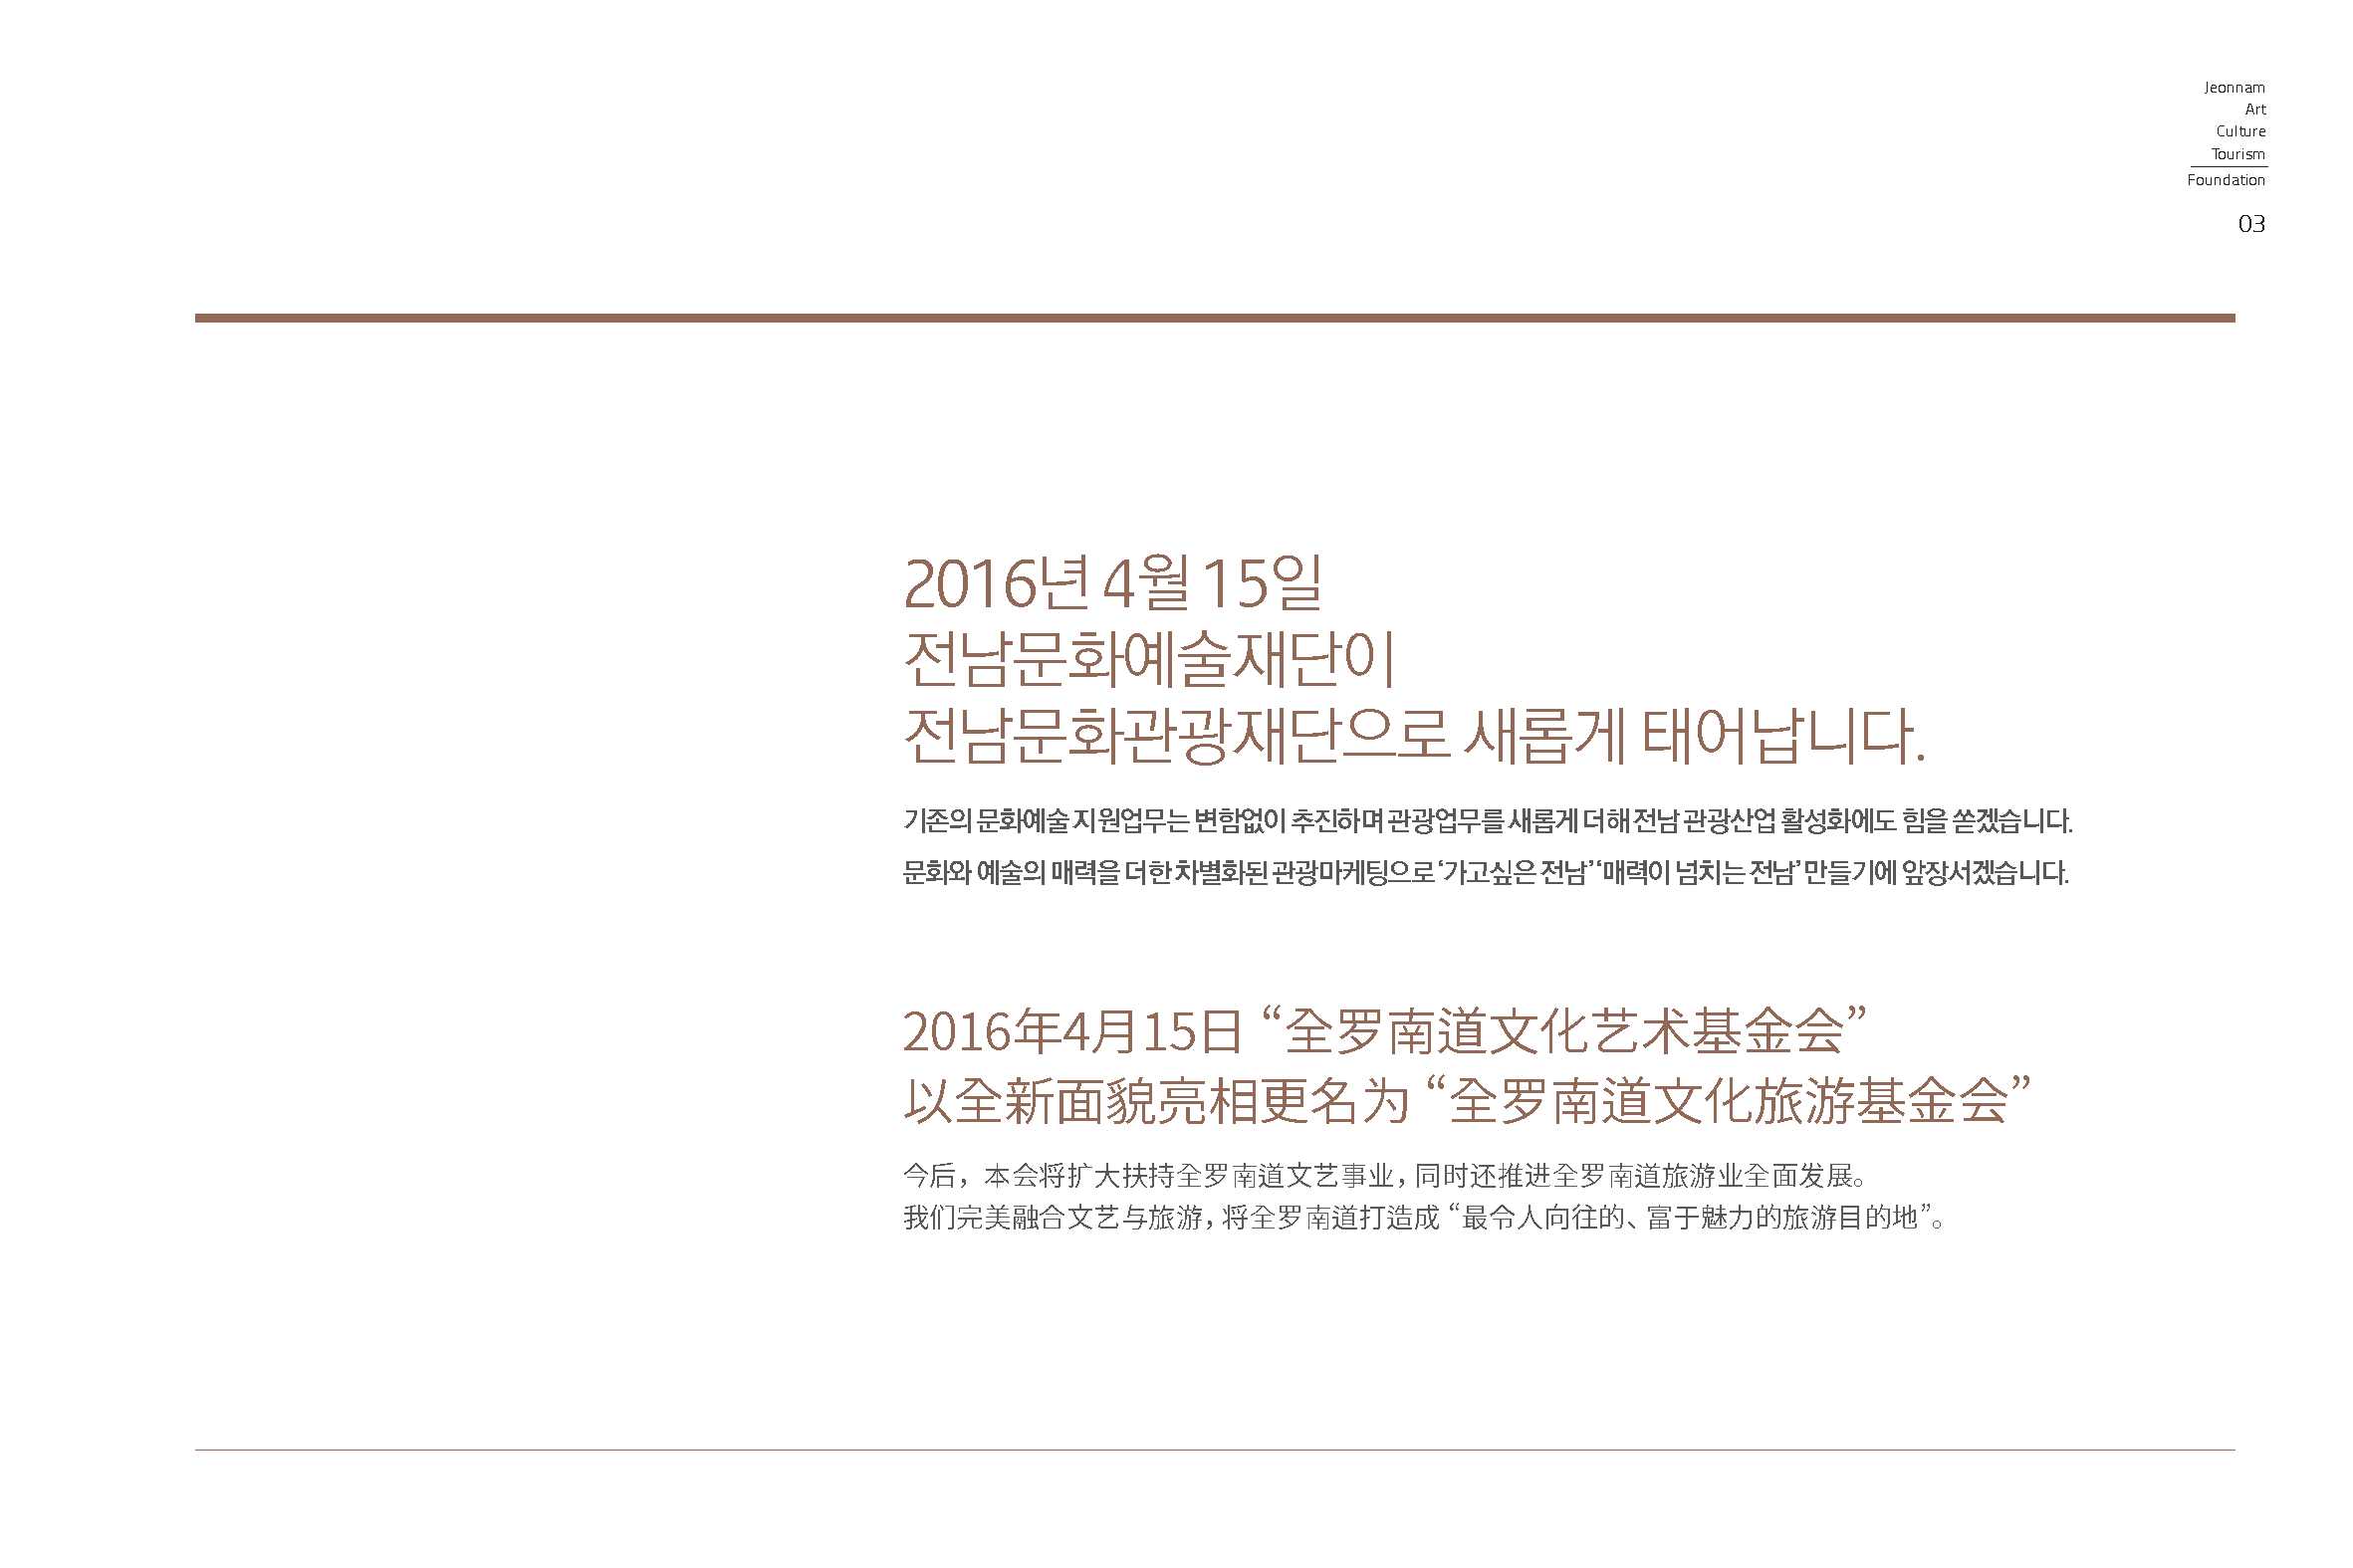 Jeonnam
Art
Culture
Tourism
Foundation
03
2016년 4월 15일
전남문화예술재단이
전남문화관광재단으로 새롭게 태어납니다.
기존의 문화예술 지원업무는 변함없이 추진하며 관광업무를 새롭게 더해 전남 관광산업 활성화에도 힘을 쏟겠습니다.
문화와 예술의 매력을 더한 차별화된 관광마케팅으로 ‘가고싶은 전남’ ‘매력이 넘치는 전남’ 만들기에 앞장서겠습니다.
2016年4月15日 “全罗南道文化艺术基金会”
以全新面貌亮相更名为 “全罗南道文化旅游基金会”
今后，本会将扩大扶持全罗南道文艺事业，同时还推进全罗南道旅游业全面发展。
我们完美融合文艺与旅游，将全罗南道打造成 “最令人向往的、富于魅力的旅游目的地”。